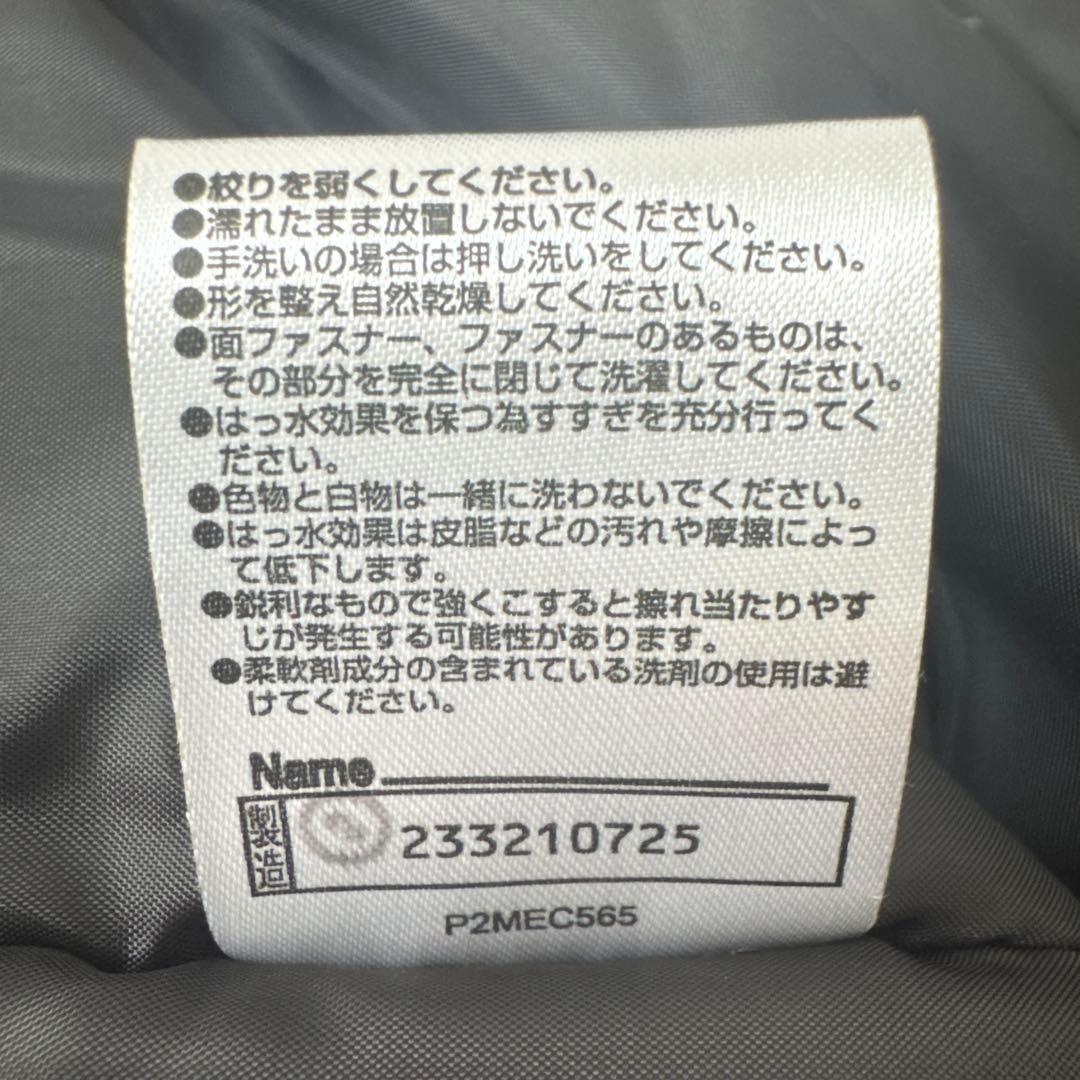 ●絞りを弱くしてください。
●濡れたまま放置しないでください。
●手洗いの場合は押し洗いをしてください。
●形を整え自然乾燥してください。
●面ファスナー、ファスナーのあるものは、
その部分を完全に閉じて洗濯してください。
●はっ水効果を保つ為すすぎを充分行ってく
ださい。
●色物と白物は一緒に洗わないでください。
●はっ水効果は皮脂などの汚れや摩擦によっ
て低下します。
●鋭利なもので強くこすると擦れ当たりやす
じが発生する可能性があります。
●柔軟剤成分の含まれている洗剤の使用は避
けてください。
Name
製造
233210725
P2MEC565